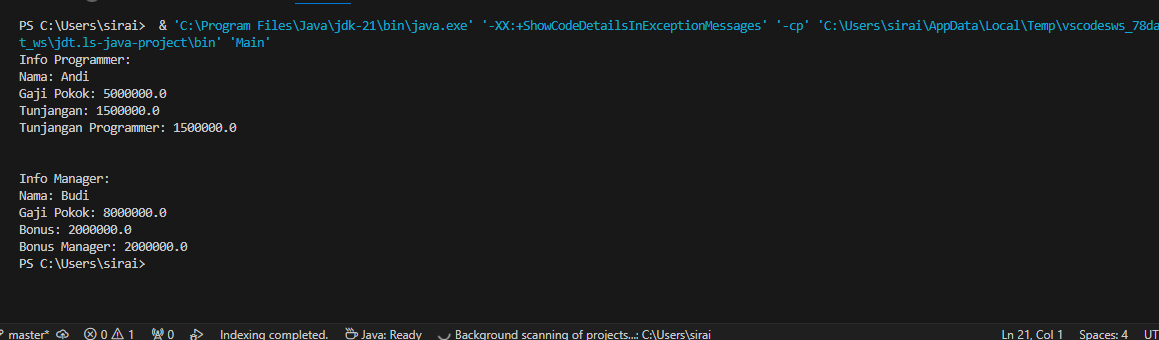 PS C:\Users\sirai>  & 'C:\Program Files\Java\jdk-21\bin\java.exe' '-XX:+ShowCodeDetailsInExceptionMessages' '-cp' 'C:\Users\sirai\AppData\Local\Temp\vscodesws_78da
t_ws\jdt.ls-java-project\bin' 'Main'
Info Programmer:
Nama: Andi
Gaji Pokok: 5000000.0
Tunjangan: 1500000.0
Tunjangan Programmer: 1500000.0
Info Manager:
Nama: Budi
Gaji Pokok: 8000000.0
Bonus: 2000000.0
Bonus Manager: 2000000.0
PS C:\Users\sirai>
master* 0 1 0 Indexing completed. Java: Ready Background scanning of projects...: C:\Users\sirai Ln 21, Col 1 Spaces: 4 UT